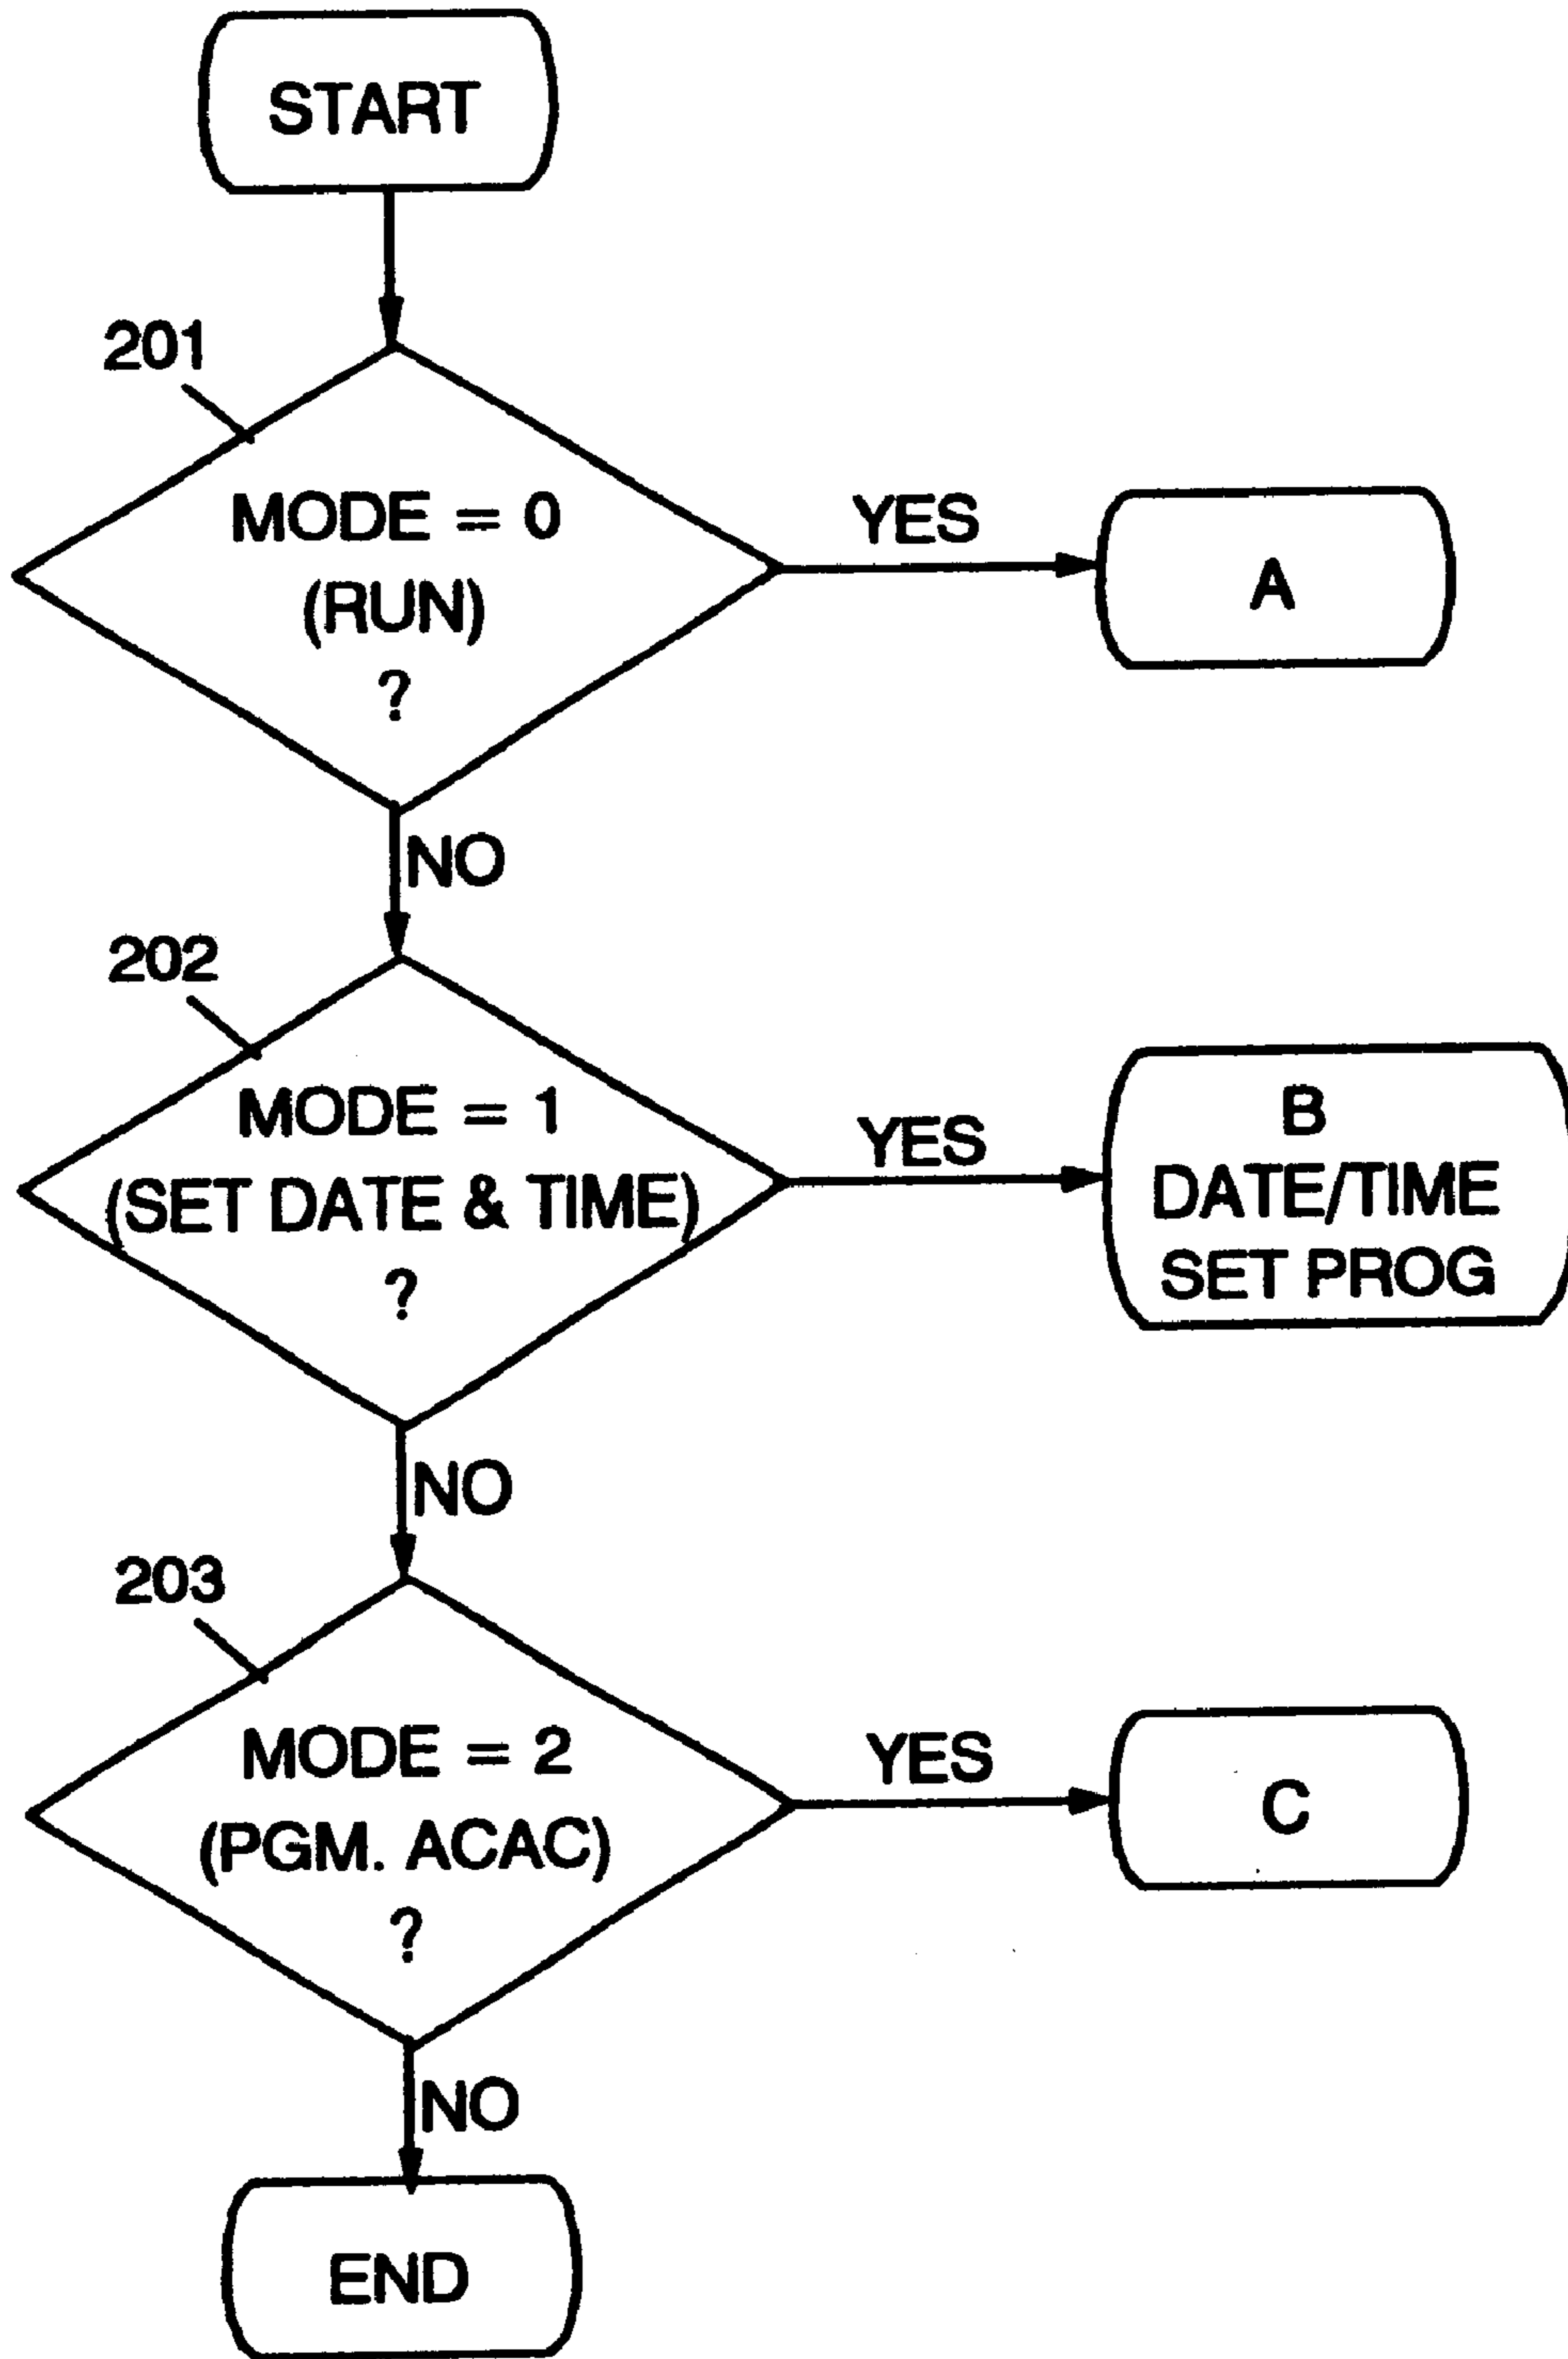 START
201
MODE = 0
(RUN)
?
YES
A
NO
202
MODE = 1
(SET DATE & TIME)
?
YES
B
DATE/TIME
SET PROG
NO
203
MODE = 2
(PGM. ACAC)
?
YES
C
NO
END